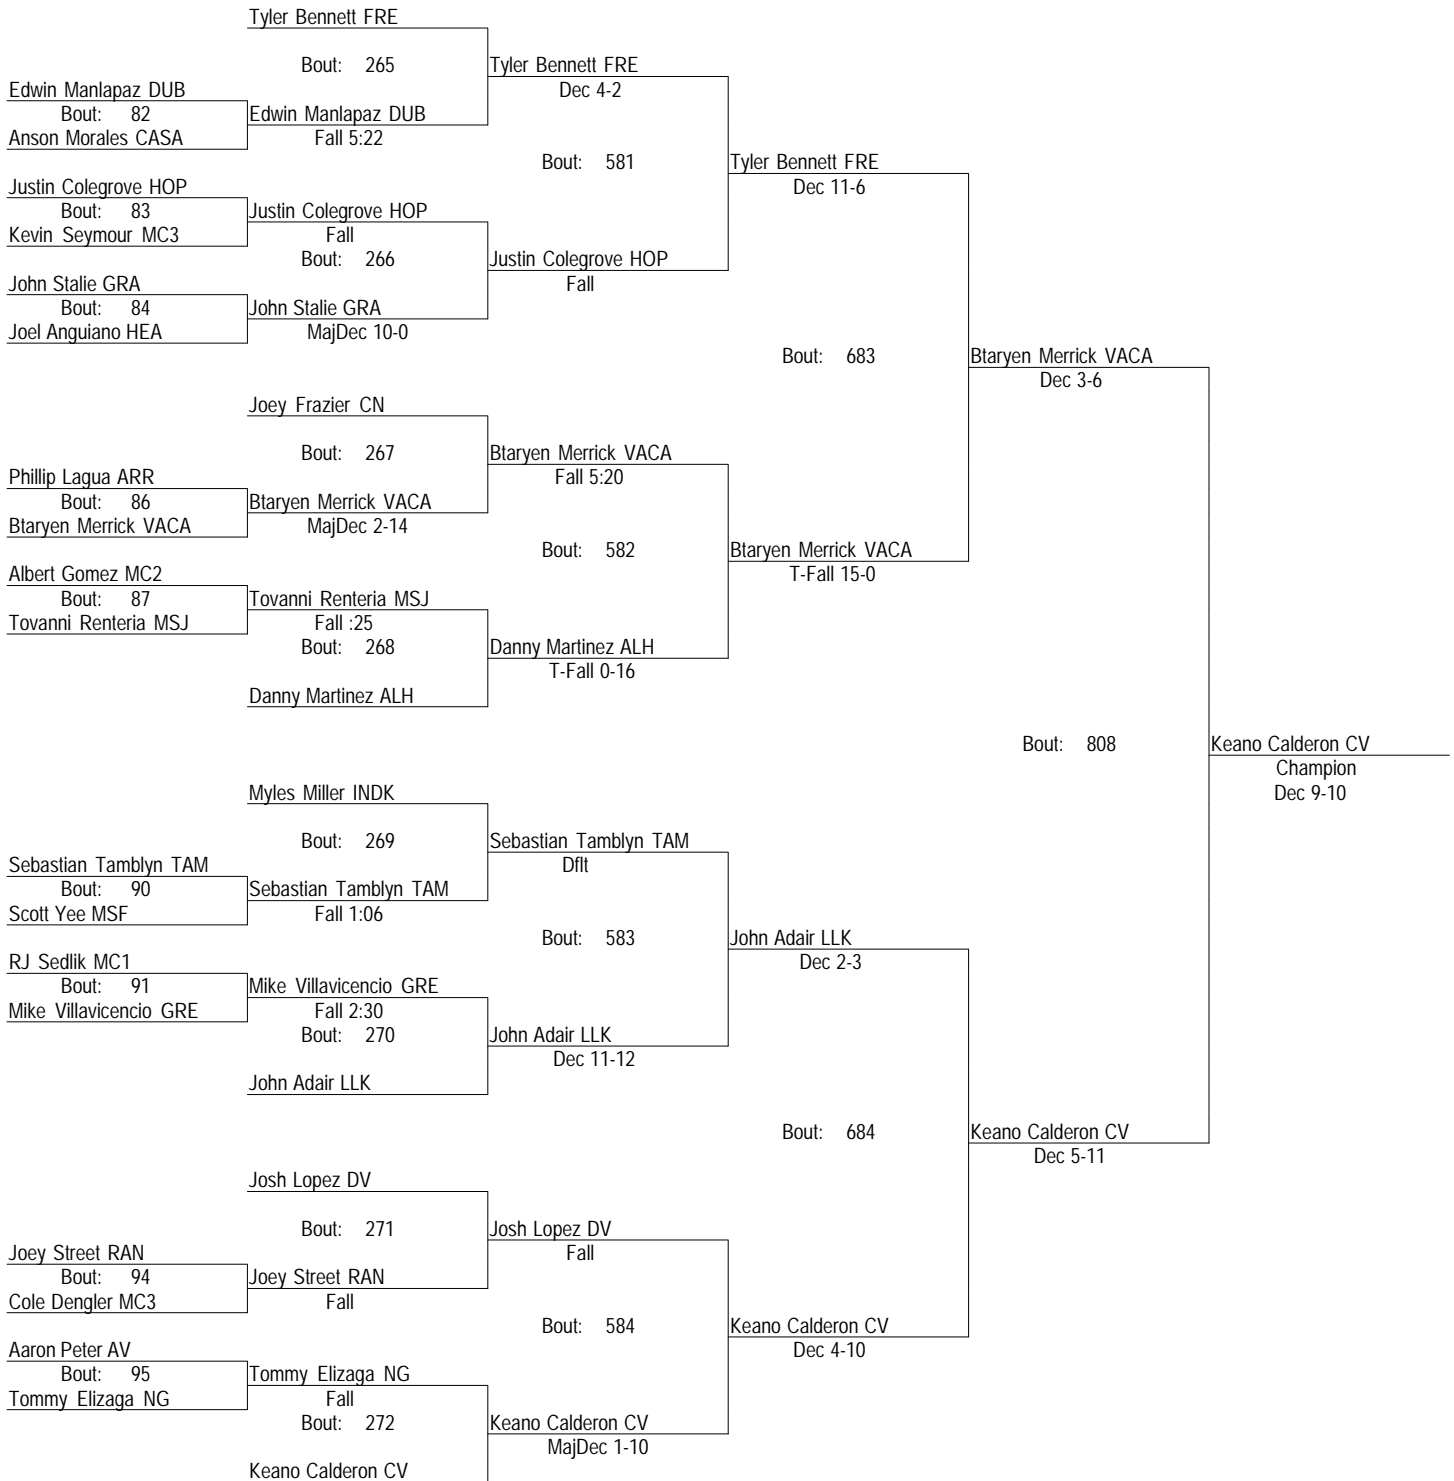 Tyler Bennett FRE
Bout: 265
Tyler Bennett FRE
Dec 4-2
Edwin Manlapaz DUB
Bout: 82
Anson Morales CASA
Edwin Manlapaz DUB
Fall 5:22
Bout: 581
Tyler Bennett FRE
Dec 11-6
Justin Colegrove HOP
Bout: 83
Kevin Seymour MC3
Justin Colegrove HOP
Fall
Bout: 266
Justin Colegrove HOP
Fall
John Stalie GRA
Bout: 84
Joel Anguiano HEA
John Stalie GRA
MajDec 10-0
Bout: 683
Btaryen Merrick VACA
Dec 3-6
Joey Frazier CN
Bout: 267
Btaryen Merrick VACA
Fall 5:20
Phillip Lagua ARR
Bout: 86
Btaryen Merrick VACA
Btaryen Merrick VACA
MajDec 2-14
Bout: 582
Btaryen Merrick VACA
T-Fall 15-0
Albert Gomez MC2
Bout: 87
Tovanni Renteria MSJ
Tovanni Renteria MSJ
Fall :25
Bout: 268
Danny Martinez ALH
T-Fall 0-16
Danny Martinez ALH
Bout: 808
Keano Calderon CV
Champion
Dec 9-10
Myles Miller INDK
Bout: 269
Sebastian Tamblyn TAM
Dflt
Sebastian Tamblyn TAM
Bout: 90
Scott Yee MSF
Sebastian Tamblyn TAM
Fall 1:06
Bout: 583
John Adair LLK
Dec 2-3
RJ Sedlik MC1
Bout: 91
Mike Villavicencio GRE
Mike Villavicencio GRE
Fall 2:30
Bout: 270
John Adair LLK
Dec 11-12
John Adair LLK
Bout: 684
Keano Calderon CV
Dec 5-11
Josh Lopez DV
Bout: 271
Josh Lopez DV
Fall
Joey Street RAN
Bout: 94
Cole Dengler MC3
Joey Street RAN
Fall
Bout: 584
Keano Calderon CV
Dec 4-10
Aaron Peter AV
Bout: 95
Tommy Elizaga NG
Tommy Elizaga NG
Fall
Bout: 272
Keano Calderon CV
MajDec 1-10
Keano Calderon CV